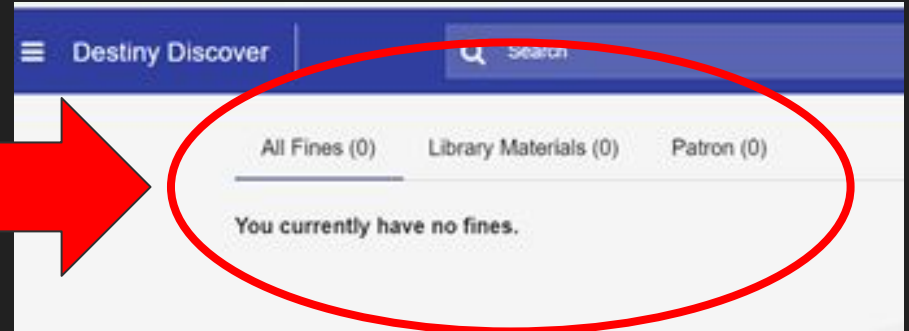 Destiny Discover Search
All Fines (0) Library Materials (0) Patron (0)
You currently have no fines.